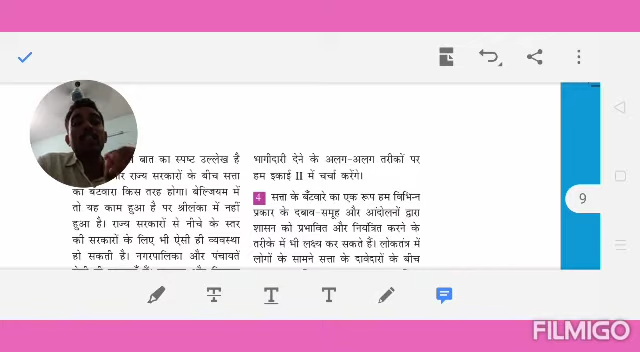 बात का स्पष्ट उल्लेख है
और राज्य सरकारों के बीच सत्ता
का बँटवारा किस तरह होगा। बेल्जियम में
तो यह काम हुआ है पर श्रीलंका में नहीं
हुआ है। राज्य सरकारों से नीचे के स्तर
की सरकारों के लिए भी ऐसी ही व्यवस्था
हो सकती है। नगरपालिका और पंचायतें
भागीदारी देने के अलग-अलग तरीकों पर
हम इकाई II में चर्चा करेंगे।
4 सत्ता के बँटवारे का एक रूप हम विभिन्न
प्रकार के दबाव-समूह और आंदोलनों द्वारा
शासन को प्रभावित और नियंत्रित करने के
तरीके में भी लक्ष्य कर सकते हैं। लोकतंत्र में
लोगों के सामने सत्ता के दावेदारों के बीच
9
T T T
FILMIGO